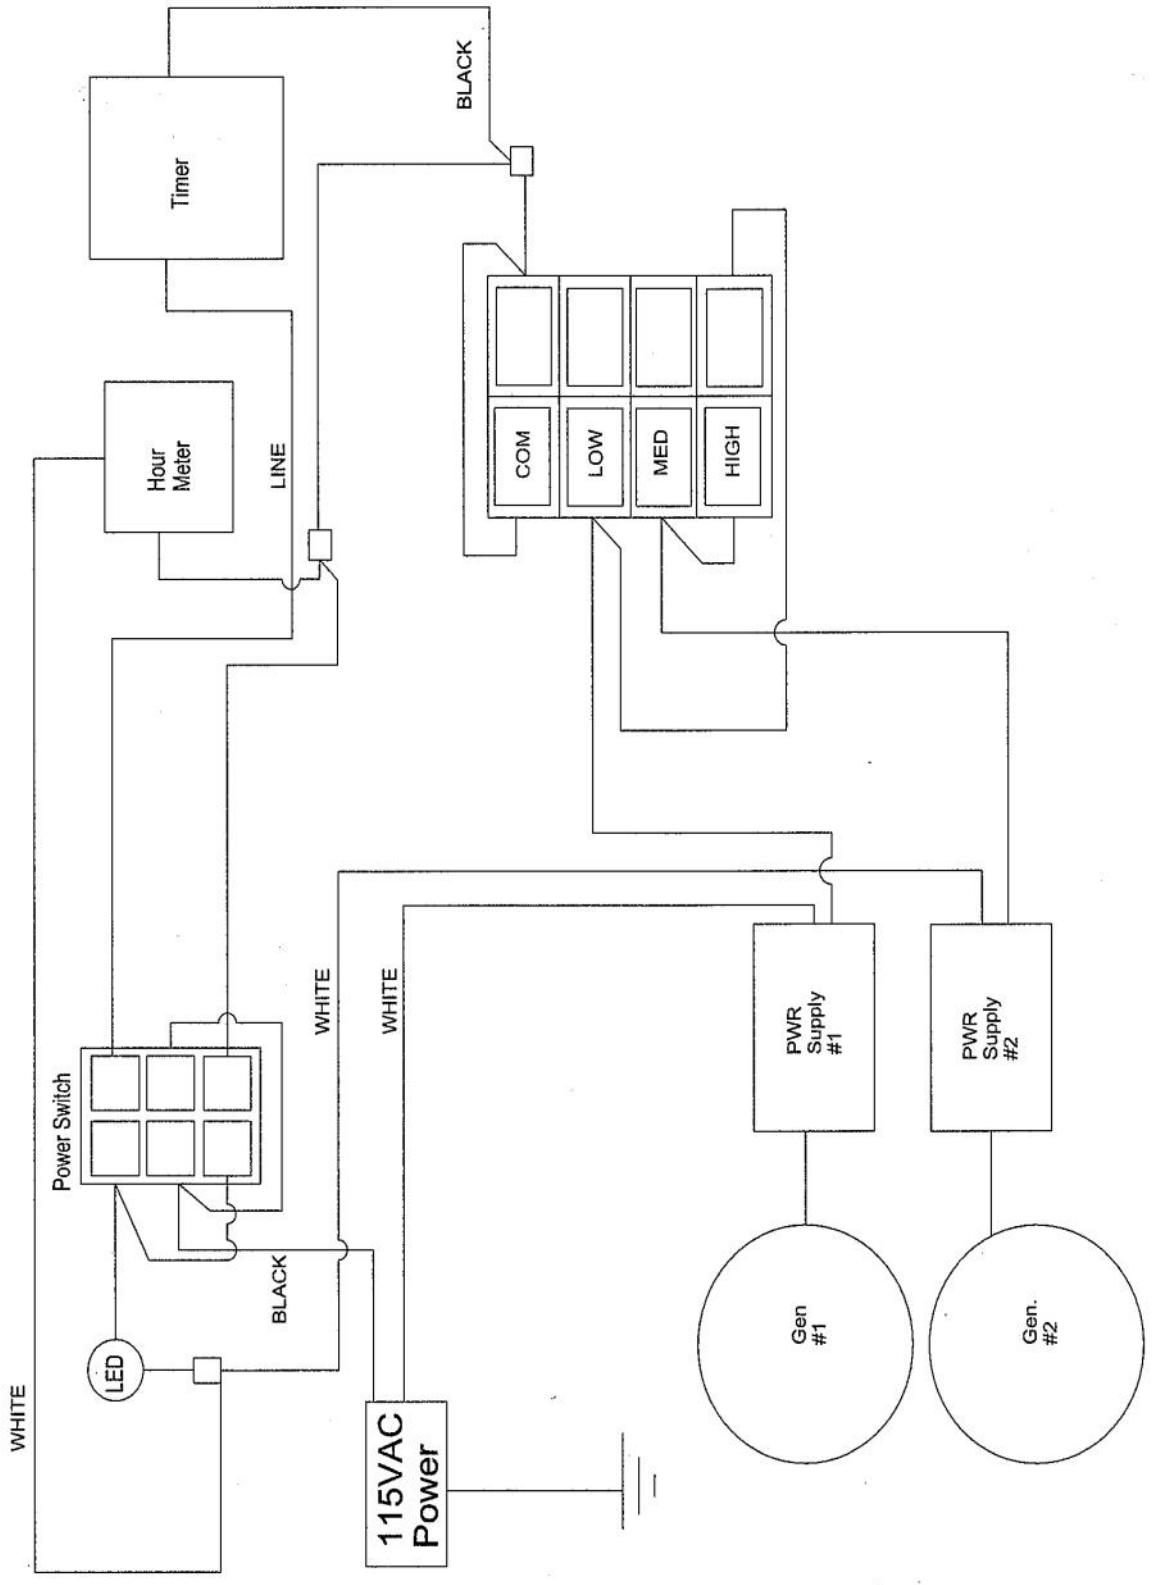 WHITE
LED
Power Switch
Hour
Meter
Timer
LINE
BLACK
BLACK
WHITE
WHITE
115VAC
Power
COM
LOW
MED
HIGH
PWR
Supply
#1
PWR
Supply
#2
Gen
#1
Gen.
#2